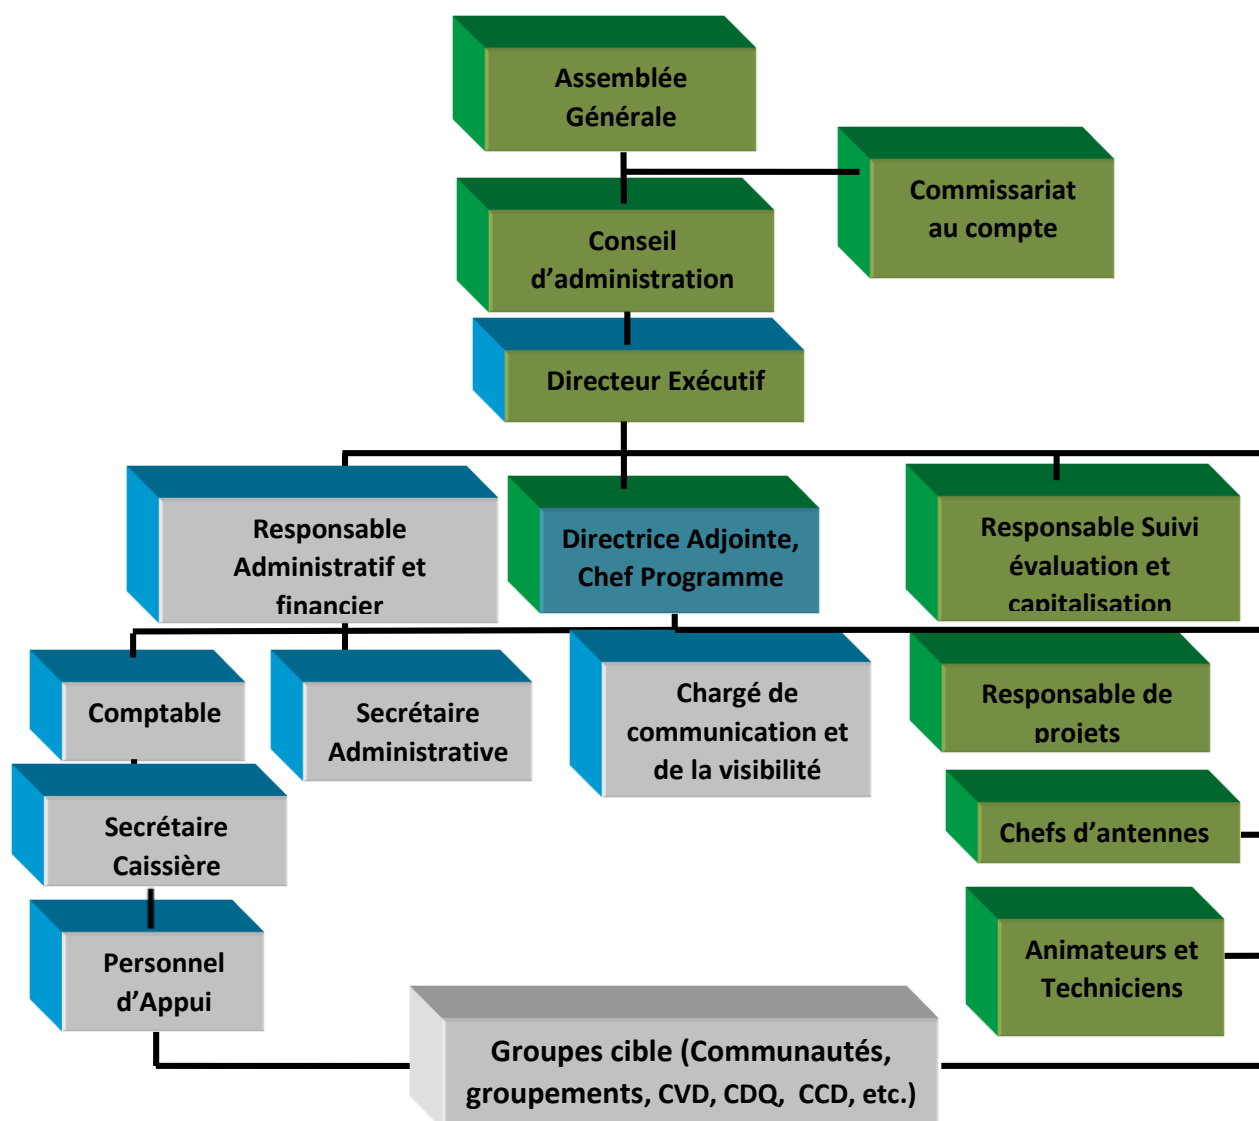 Assemblée
Générale
Commissariat
au compte
Conseil
d’administration
Directeur Exécutif
Responsable
Administratif et
financier
Directrice Adjointe,
Chef Programme
Responsable Suivi
évaluation et
capitalisation
Comptable
Secrétaire
Administrative
Chargé de
communication et
de la visibilité
Responsable de
projets
Secrétaire
Caissière
Chefs d’antennes
Personnel
d’Appui
Animateurs et
Techniciens
Groupes cible (Communautés,
groupements, CVD, CDQ, CCD, etc.)